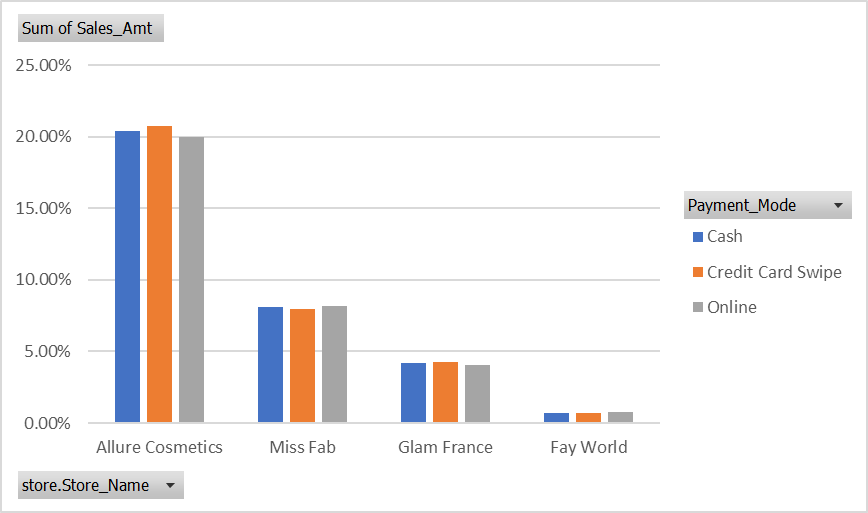 Sum of Sales_Amt
25.00%
20.00%
15.00%
10.00%
5.00%
0.00%
Allure Cosmetics
Miss Fab
Glam France
Fay World
Payment_Mode
Cash
Credit Card Swipe
Online
store.Store_Name